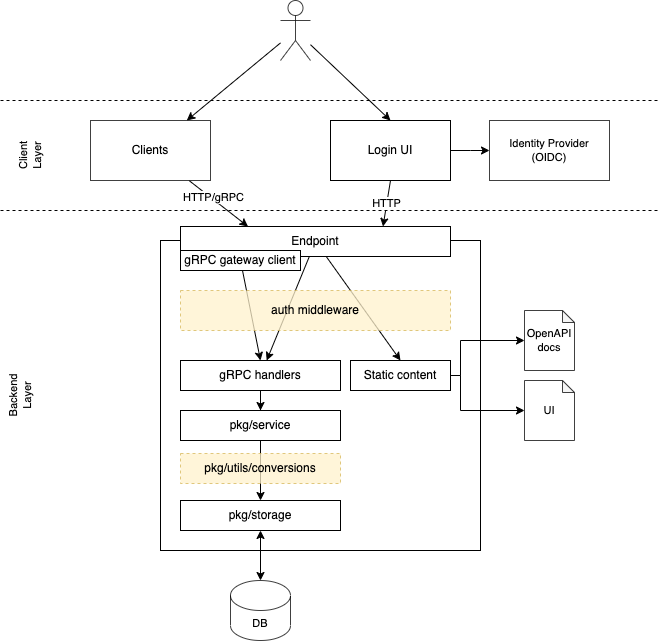 Client
Layer
Clients
Login UI
Identity Provider
(OIDC)
HTTP/gRPC
HTTP
Endpoint
gRPC gateway client
auth middleware
OpenAPI
docs
gRPC handlers
Static content
Backend
Layer
UI
pkg/service
pkg/utils/conversions
pkg/storage
DB